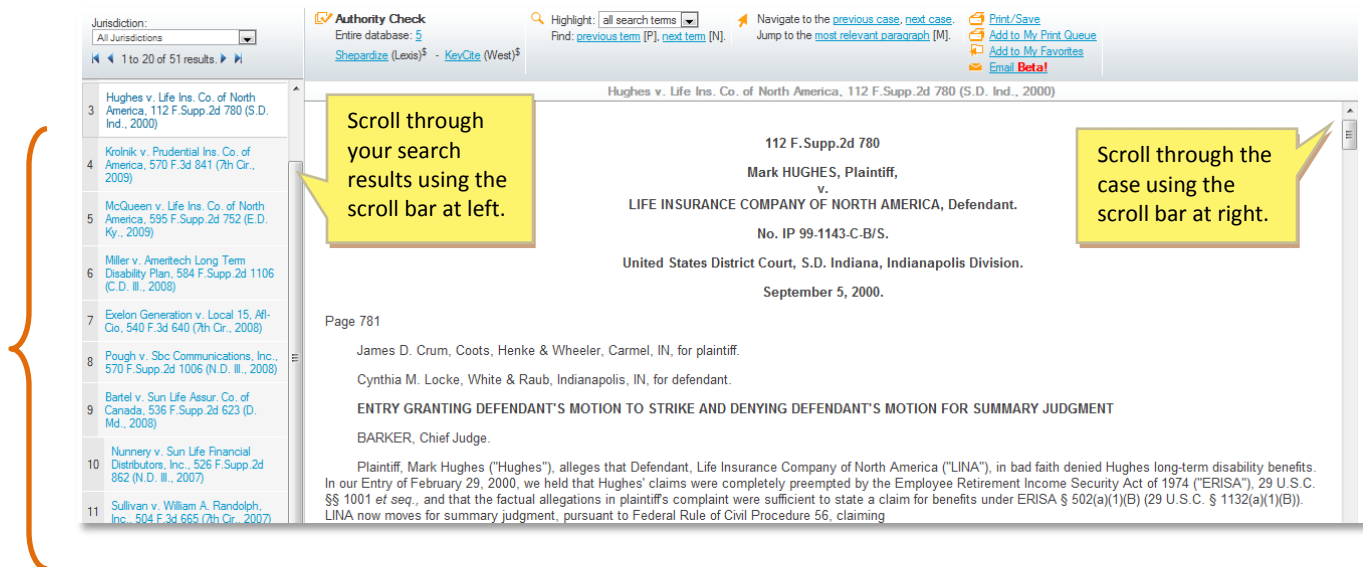 Jurisdiction:
All Jurisdictions
1 to 20 of 51 results.
Authority Check
Entire database: 5
Shepardize (Lexis)$ - KeyCite (West)$
Highlight: all search terms
Find: previous term [P], next term [N].
Navigate to the previous case, next case.
Jump to the most relevant paragraph [M].
Print/Save
Add to My Print Queue
Add to My Favorites
Email Beta!
3 Hughes v. Life Ins. Co. of North
America, 112 F.Supp.2d 780 (S.D.
Ind., 2000)
4 Krolnik v. Prudential Ins. Co. of
America, 570 F.3d 841 (7th Cir.,
2009)
5 McQueen v. Life Ins. Co. of North
America, 595 F.Supp.2d 752 (E.D.
Ky., 2009)
6 Miller v. Ameritech Long Term
Disability Plan, 584 F.Supp.2d 1106
(C.D. Ill., 2008)
7 Exelon Generation v. Local 15, Afl-
Cio, 540 F.3d 640 (7th Cir., 2008)
8 Pough v. Sbc Communications, Inc.,
570 F.Supp.2d 1006 (N.D. Ill., 2008)
9 Bartel v. Sun Life Assur. Co. of
Canada, 536 F.Supp.2d 623 (D.
Md., 2008)
10 Nunnery v. Sun Life Financial
Distributors, Inc., 526 F.Supp.2d
862 (N.D. Ill., 2007)
11 Sullivan v. William A. Randolph,
Inc., 504 F.3d 665 (7th Cir., 2007)
Scroll through
your search
results using the
scroll bar at left.
Hughes v. Life Ins. Co. of North America, 112 F.Supp.2d 780 (S.D. Ind., 2000)
112 F.Supp.2d 780
Mark HUGHES, Plaintiff,
v.
LIFE INSURANCE COMPANY OF NORTH AMERICA, Defendant.
No. IP 99-1143-C-B/S.
United States District Court, S.D. Indiana, Indianapolis Division.
September 5, 2000.
Scroll through the
case using the
scroll bar at right.
Page 781
James D. Crum, Coots, Henke & Wheeler, Carmel, IN, for plaintiff.
Cynthia M. Locke, White & Raub, Indianapolis, IN, for defendant.
ENTRY GRANTING DEFENDANT'S MOTION TO STRIKE AND DENYING DEFENDANT'S MOTION FOR SUMMARY JUDGMENT
BARKER, Chief Judge.
Plaintiff, Mark Hughes ("Hughes"), alleges that Defendant, Life Insurance Company of North America ("LINA"), in bad faith denied Hughes long-term disability benefits.
In our Entry of February 29, 2000, we held that Hughes' claims were completely preempted by the Employee Retirement Income Security Act of 1974 ("ERISA"), 29 U.S.C.
§§ 1001 et seq., and that the factual allegations in plaintiff's complaint were sufficient to state a claim for benefits under ERISA § 502(a)(1)(B) (29 U.S.C. § 1132(a)(1)(B)).
LINA now moves for summary judgment, pursuant to Federal Rule of Civil Procedure 56, claiming